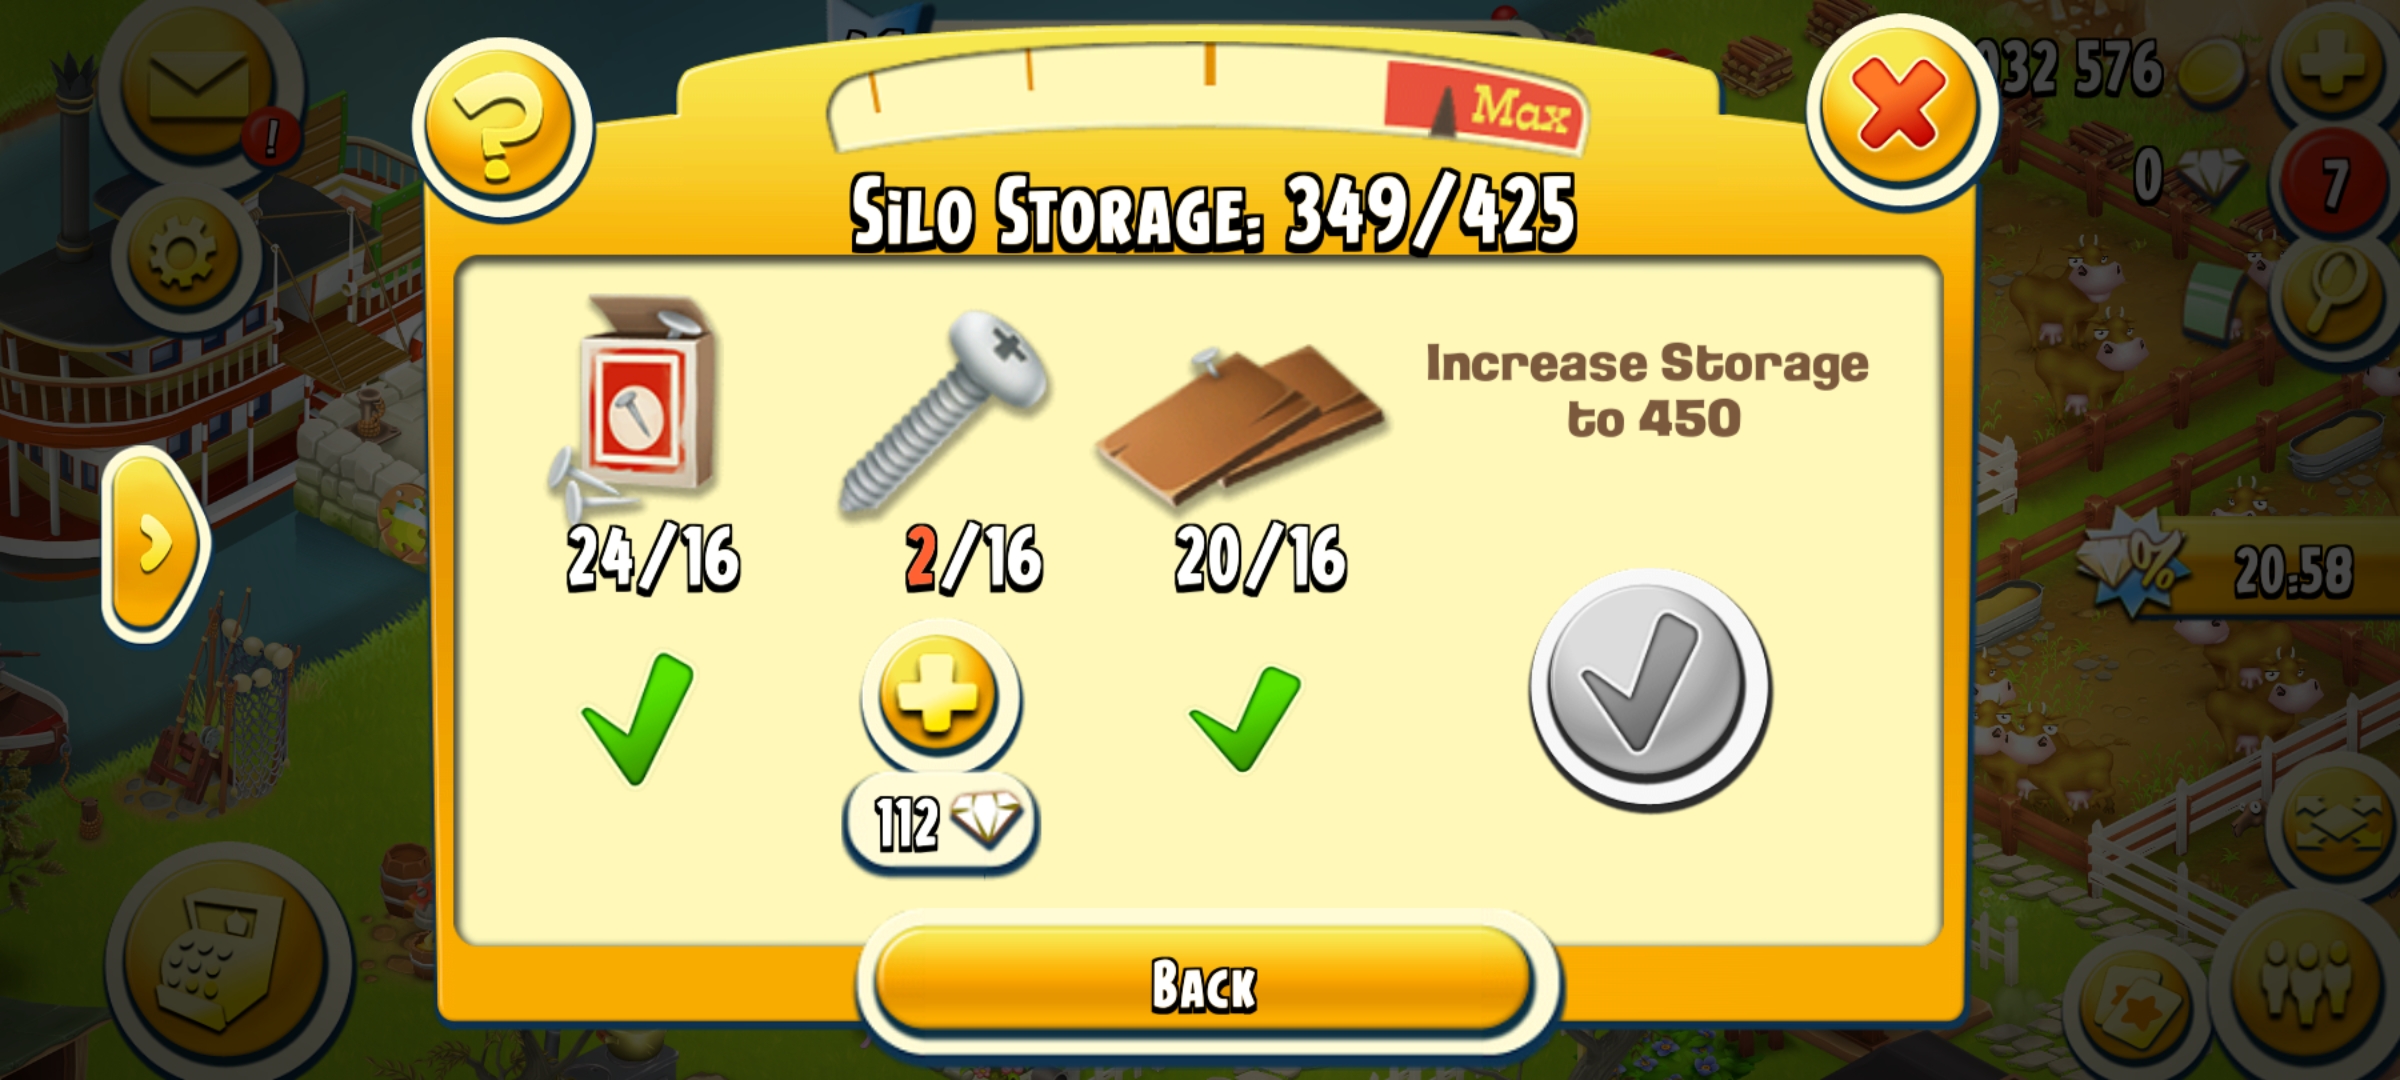 Max
032 576
SiLO STORAGE: 349/425
0
7
!
Increase Storage
to 450
24/16
2/16
20/16
0%
20:58
112
BACK